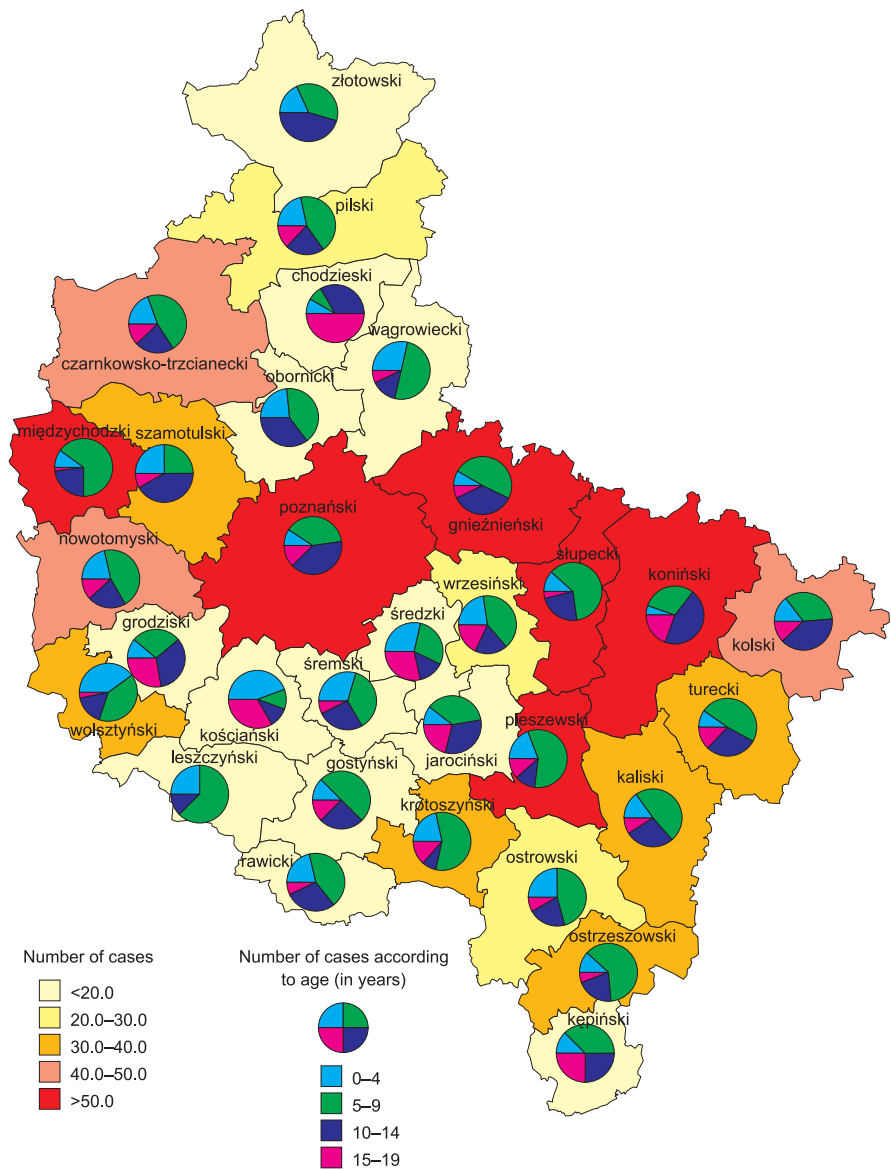 złotowski
pilski
chodzieski
wągrowiecki
czarnkowsko-trzcianecki
obornicki
międzychodzki
szamotulski
poznański
gnieźnieński
nowotomyski
słupecki
koniński
wrzesiński
kolski
grodziski
średzki
śremski
turecki
wolsztyński
kościański
pleszewski
jarociński
leszczyński
gostyński
kaliski
krotoszyński
rawicki
ostrowski
ostrzeszowski
kępiński
Number of cases
<20.0
20.0–30.0
30.0–40.0
40.0–50.0
>50.0
Number of cases according
to age (in years)
0–4
5–9
10–14
15–19